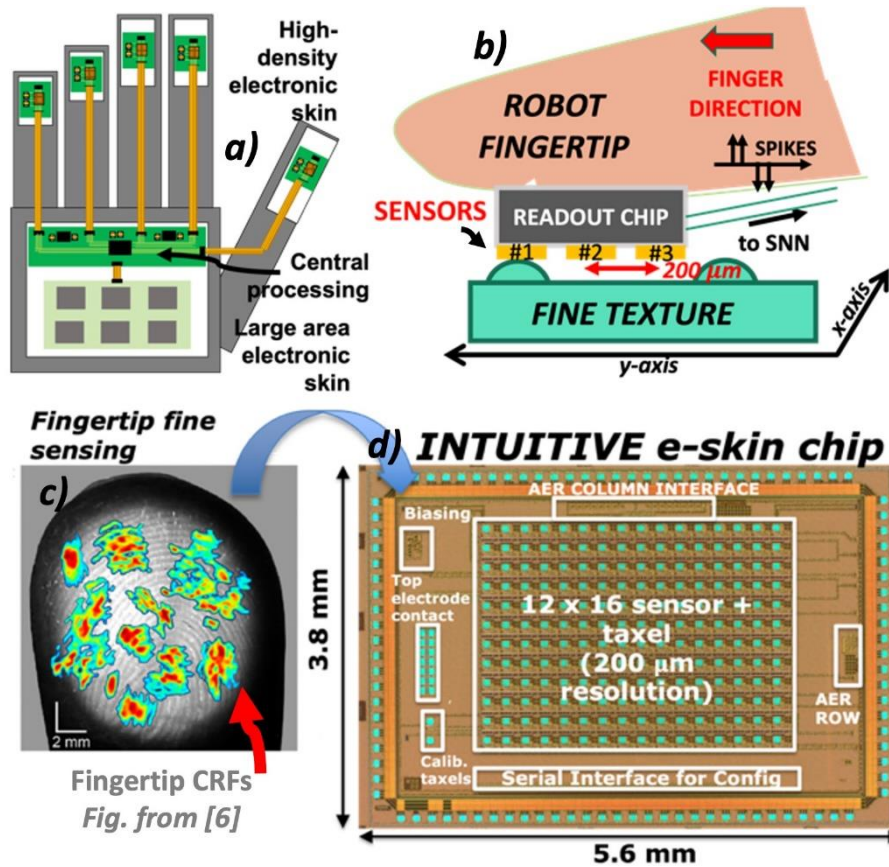 High-
density
electronic
skin
a)
Central
processing
Large area
electronic
skin
b)
FINGER
DIRECTION
ROBOT
FINGERTIP
SPIKES
SENSORS
READOUT CHIP
to SNN
#1 #2 #3
200 μm
FINE TEXTURE
x-axis
y-axis
Fingertip fine
sensing
c)
2 mm
Fingertip CRFs
Fig. from [6]
d) INTUITIVE e-skin chip
AER COLUMN INTERFACE
Biasing
Top
electrode
contact
12 x 16 sensor +
taxel
(200 μm
resolution)
AER
ROW
Calib.
taxels
Serial Interface for Config
3.8 mm
5.6 mm